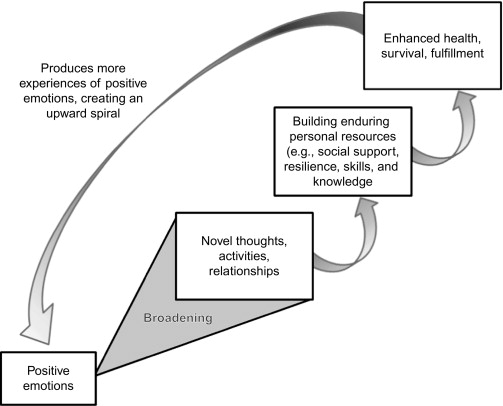 Enhanced health,
survival, fulfillment
Produces more
experiences of positive
emotions, creating an
upward spiral
Building enduring
personal resources
(e.g., social support,
resilience, skills, and
knowledge
Novel thoughts,
activities,
relationships
Broadening
Positive
emotions